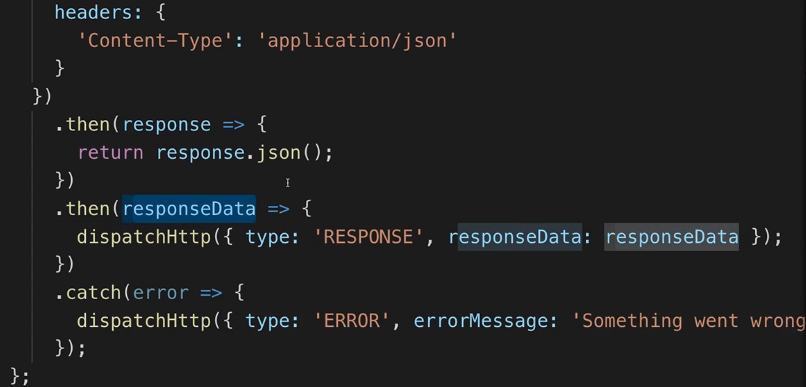 headers: {
'Content-Type': 'application/json'
}
})
.then(response => {
return response.json();
})
.then(responseData => {
dispatchHttp({ type: 'RESPONSE', responseData: responseData });
})
.catch(error => {
dispatchHttp({ type: 'ERROR', errorMessage: 'Something went wrong
});
};